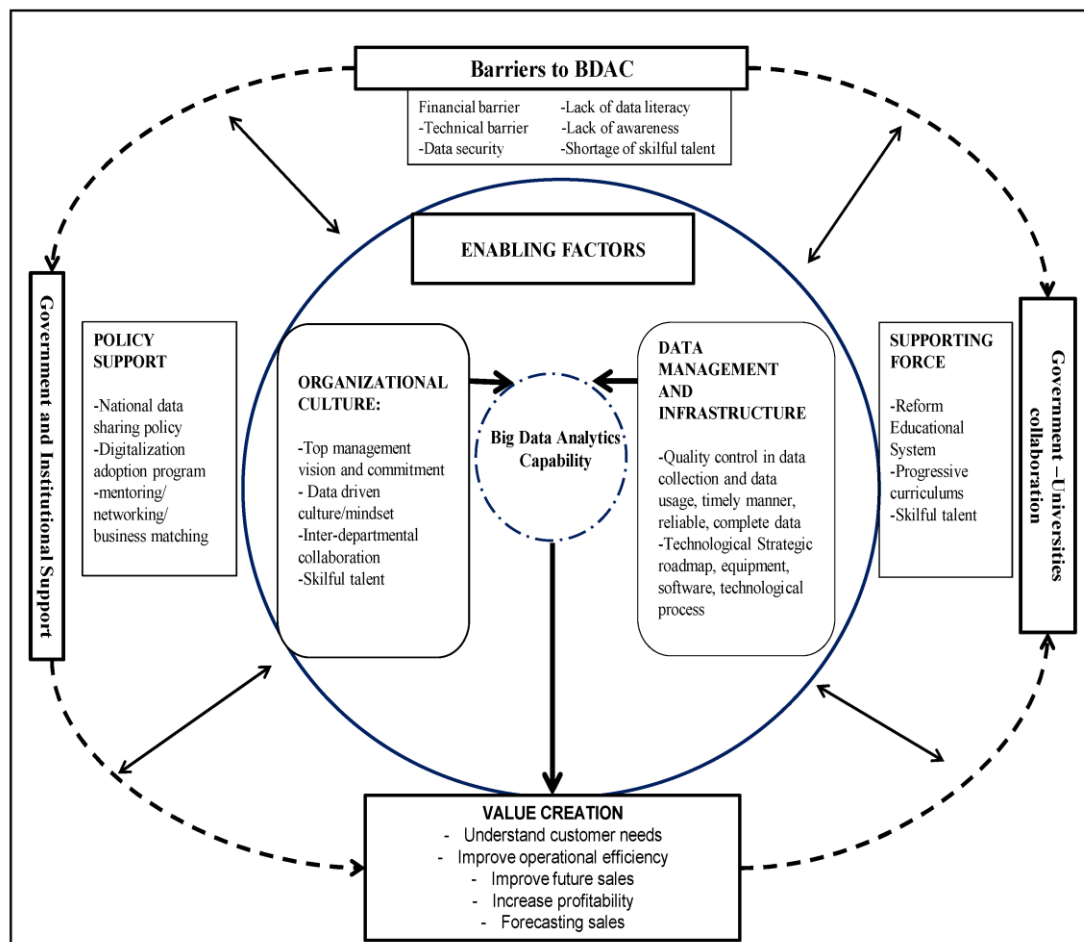 Barriers to BDAC
Financial barrier
-Technical barrier
-Data security
-Lack of data literacy
-Lack of awareness
-Shortage of skilful talent
ENABLING FACTORS
Government and Institutional Support
POLICY
SUPPORT
-National data
sharing policy
-Digitalization
adoption program
-mentoring/
networking/
business matching
ORGANIZATIONAL
CULTURE:
-Top management
vision and commitment
- Data driven
culture/mindset
-Inter-departmental
collaboration
-Skilful talent
Big Data Analytics
Capability
DATA
MANAGEMENT
AND
INFRASTRUCTURE
-Quality control in data
collection and data
usage, timely manner,
reliable, complete data
-Technological Strategic
roadmap, equipment,
software, technological
process
SUPPORTING
FORCE
-Reform
Educational
System
-Progressive
curriculums
-Skilful talent
Government –Universities
collaboration
VALUE CREATION
- Understand customer needs
- Improve operational efficiency
- Improve future sales
- Increase profitability
- Forecasting sales